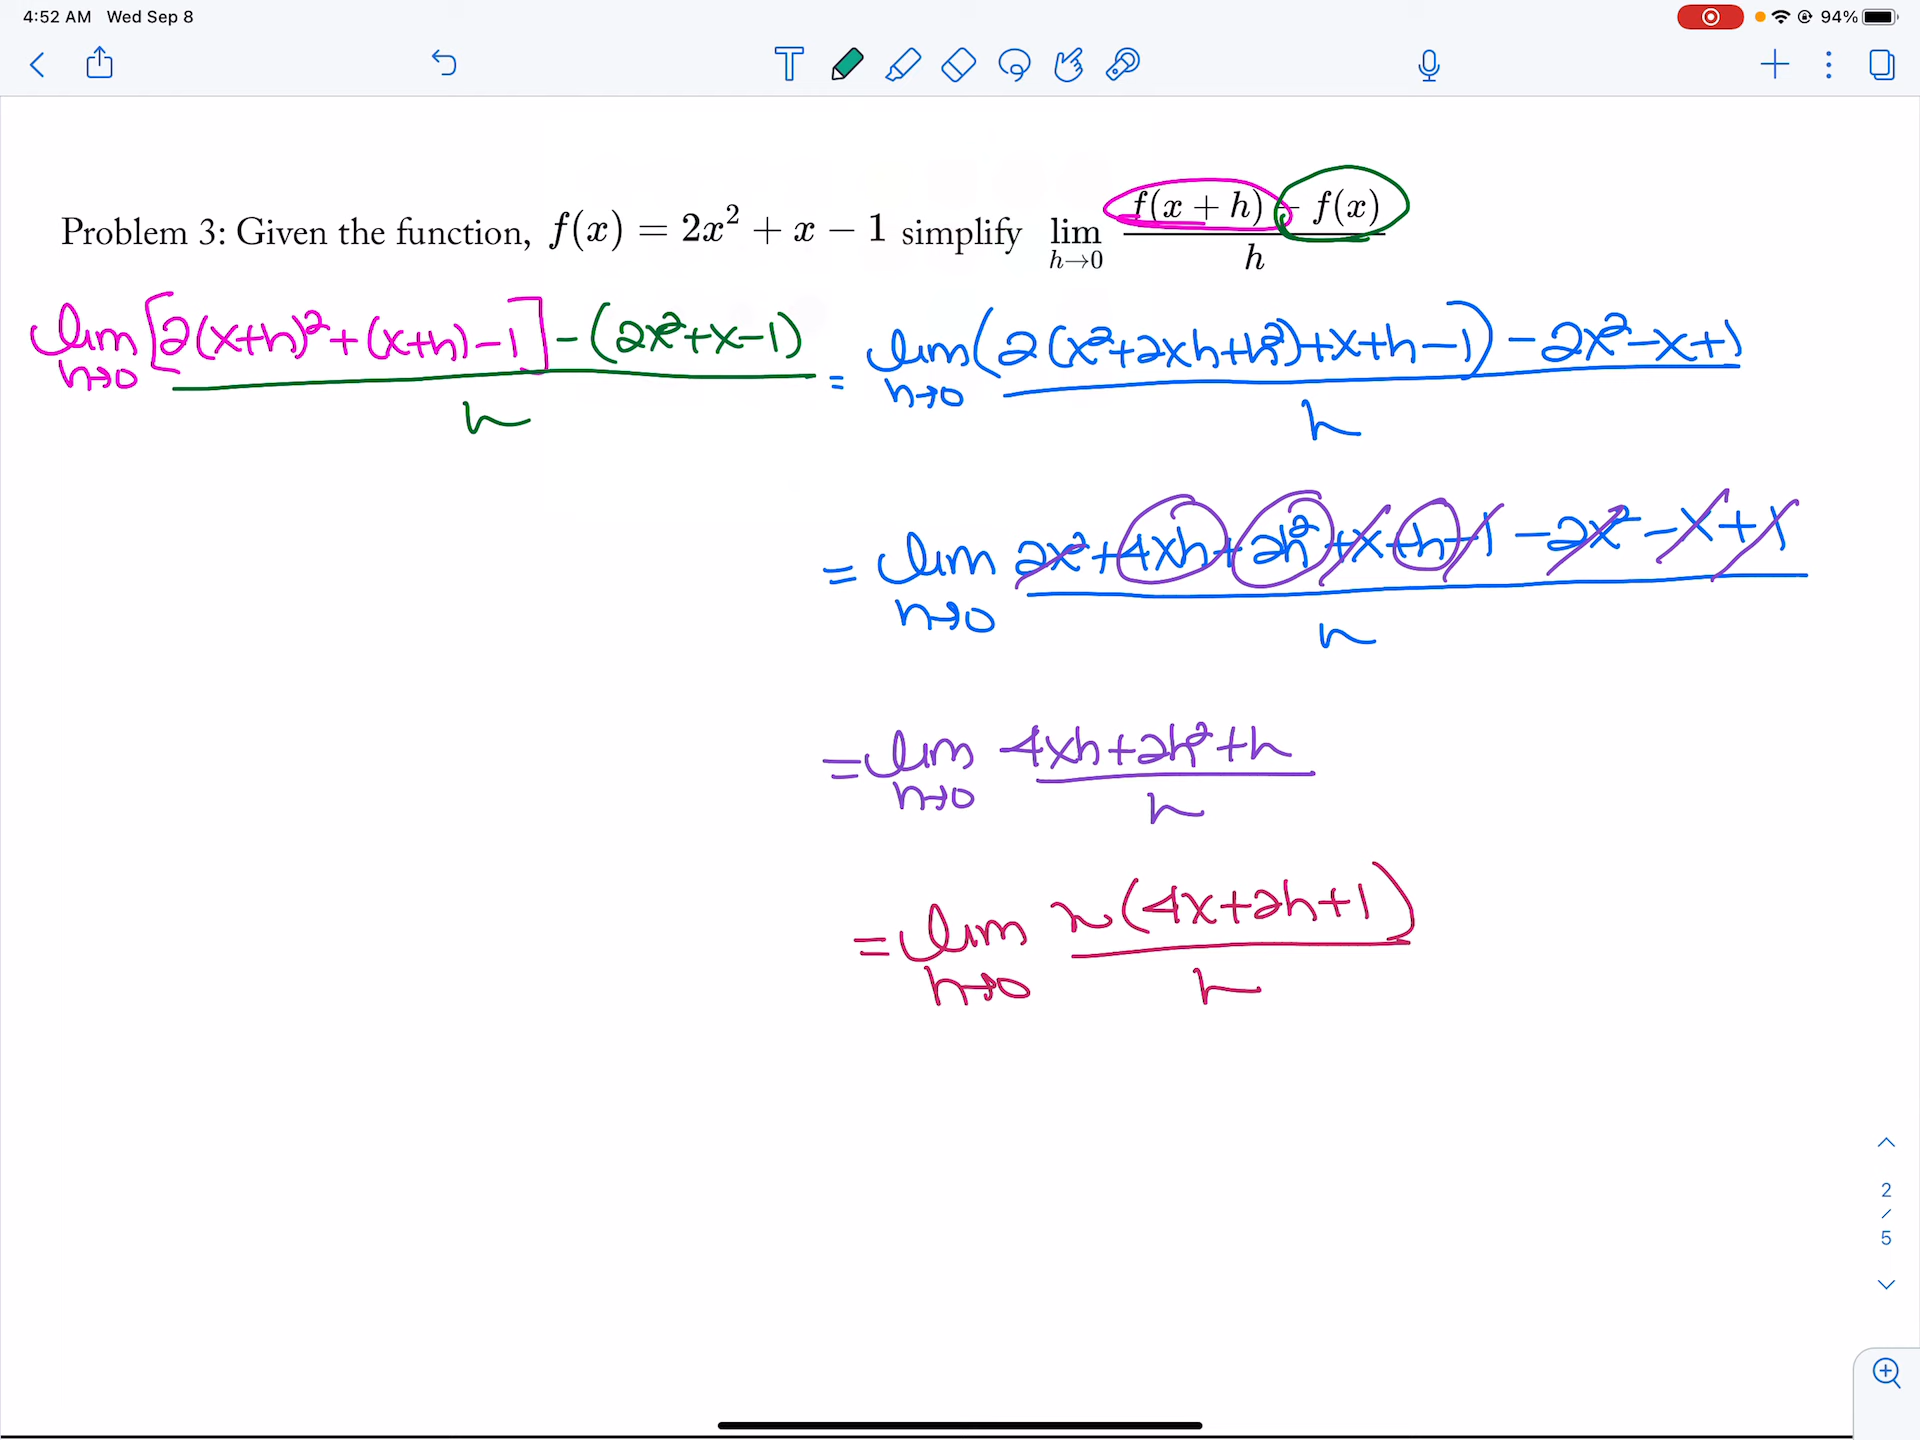 4:52 AM Wed Sep 8 94%
T
Problem 3: Given the function, f(x) = 2x² + x − 1 simplify lim h→0 (f(x + h) − f(x))/h
lim h→0 ([2(x+h)²+(x+h)−1]−(2x²+x−1))/h = lim h→0 ((2(x²+2xh+h²)+x+h−1)−2x²−x+1)/h
= lim h→0 (2x²+4xh+2h²+x+h−1−2x²−x+1)/h
= lim h→0 (4xh+2h²+h)/h
= lim h→0 h(4x+2h+1)/h
2
/
5